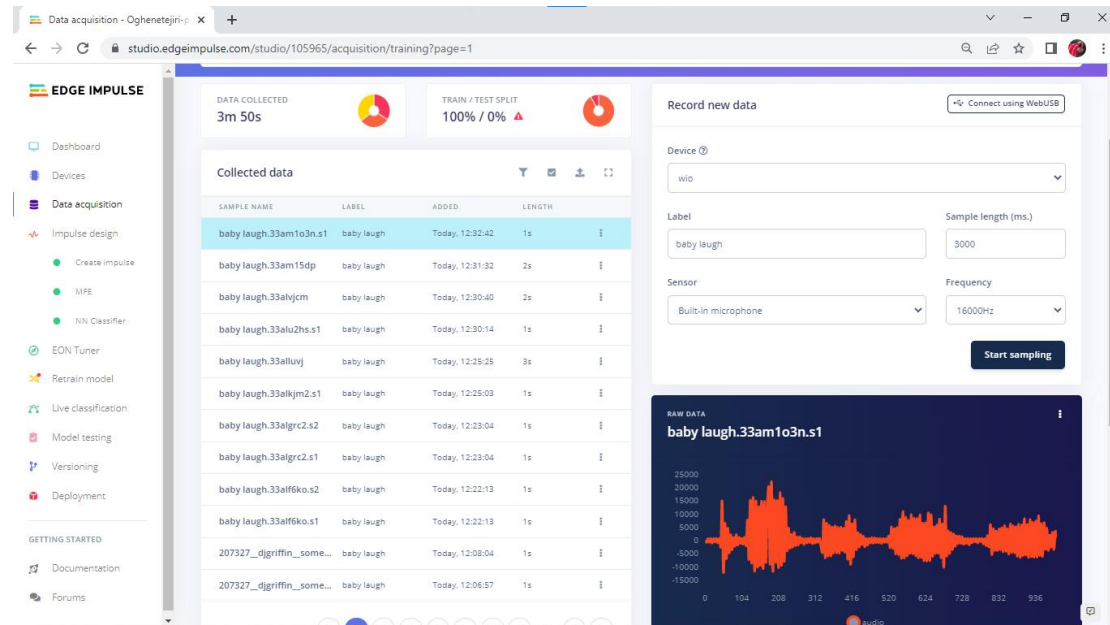 Data acquisition - Oghenetejiri-p
studio.edgeimpulse.com/studio/105965/acquisition/training?page=1
EDGE IMPULSE
Dashboard
Devices
Data acquisition
Impulse design
Create impulse
MFE
NN Classifier
EON Tuner
Retrain model
Live classification
Model testing
Versioning
Deployment
GETTING STARTED
Documentation
Forums
DATA COLLECTED
3m 50s
TRAIN / TEST SPLIT
100% / 0%
Collected data
SAMPLE NAME LABEL ADDED LENGTH
baby laugh.33am1o3n.s1 baby laugh Today, 12:32:42 1s
baby laugh.33am15dp baby laugh Today, 12:31:32 2s
baby laugh.33alvjcm baby laugh Today, 12:30:40 2s
baby laugh.33alu2hs.s1 baby laugh Today, 12:30:14 1s
baby laugh.33alluvj baby laugh Today, 12:25:25 3s
baby laugh.33alkjm2.s1 baby laugh Today, 12:25:03 1s
baby laugh.33algrc2.s2 baby laugh Today, 12:23:04 1s
baby laugh.33algrc2.s1 baby laugh Today, 12:23:04 1s
baby laugh.33alf6ko.s2 baby laugh Today, 12:22:13 1s
baby laugh.33alf6ko.s1 baby laugh Today, 12:22:13 1s
207327__djgriffin__some... baby laugh Today, 12:08:04 1s
207327__djgriffin__some... baby laugh Today, 12:06:57 1s
Record new data
Connect using WebUSB
Device
wio
Label Sample length (ms.)
baby laugh 3000
Sensor Frequency
Built-in microphone 16000Hz
Start sampling
RAW DATA
baby laugh.33am1o3n.s1
25000
20000
15000
10000
5000
0
-5000
-10000
-15000
0 104 208 312 416 520 624 728 832 936
audio